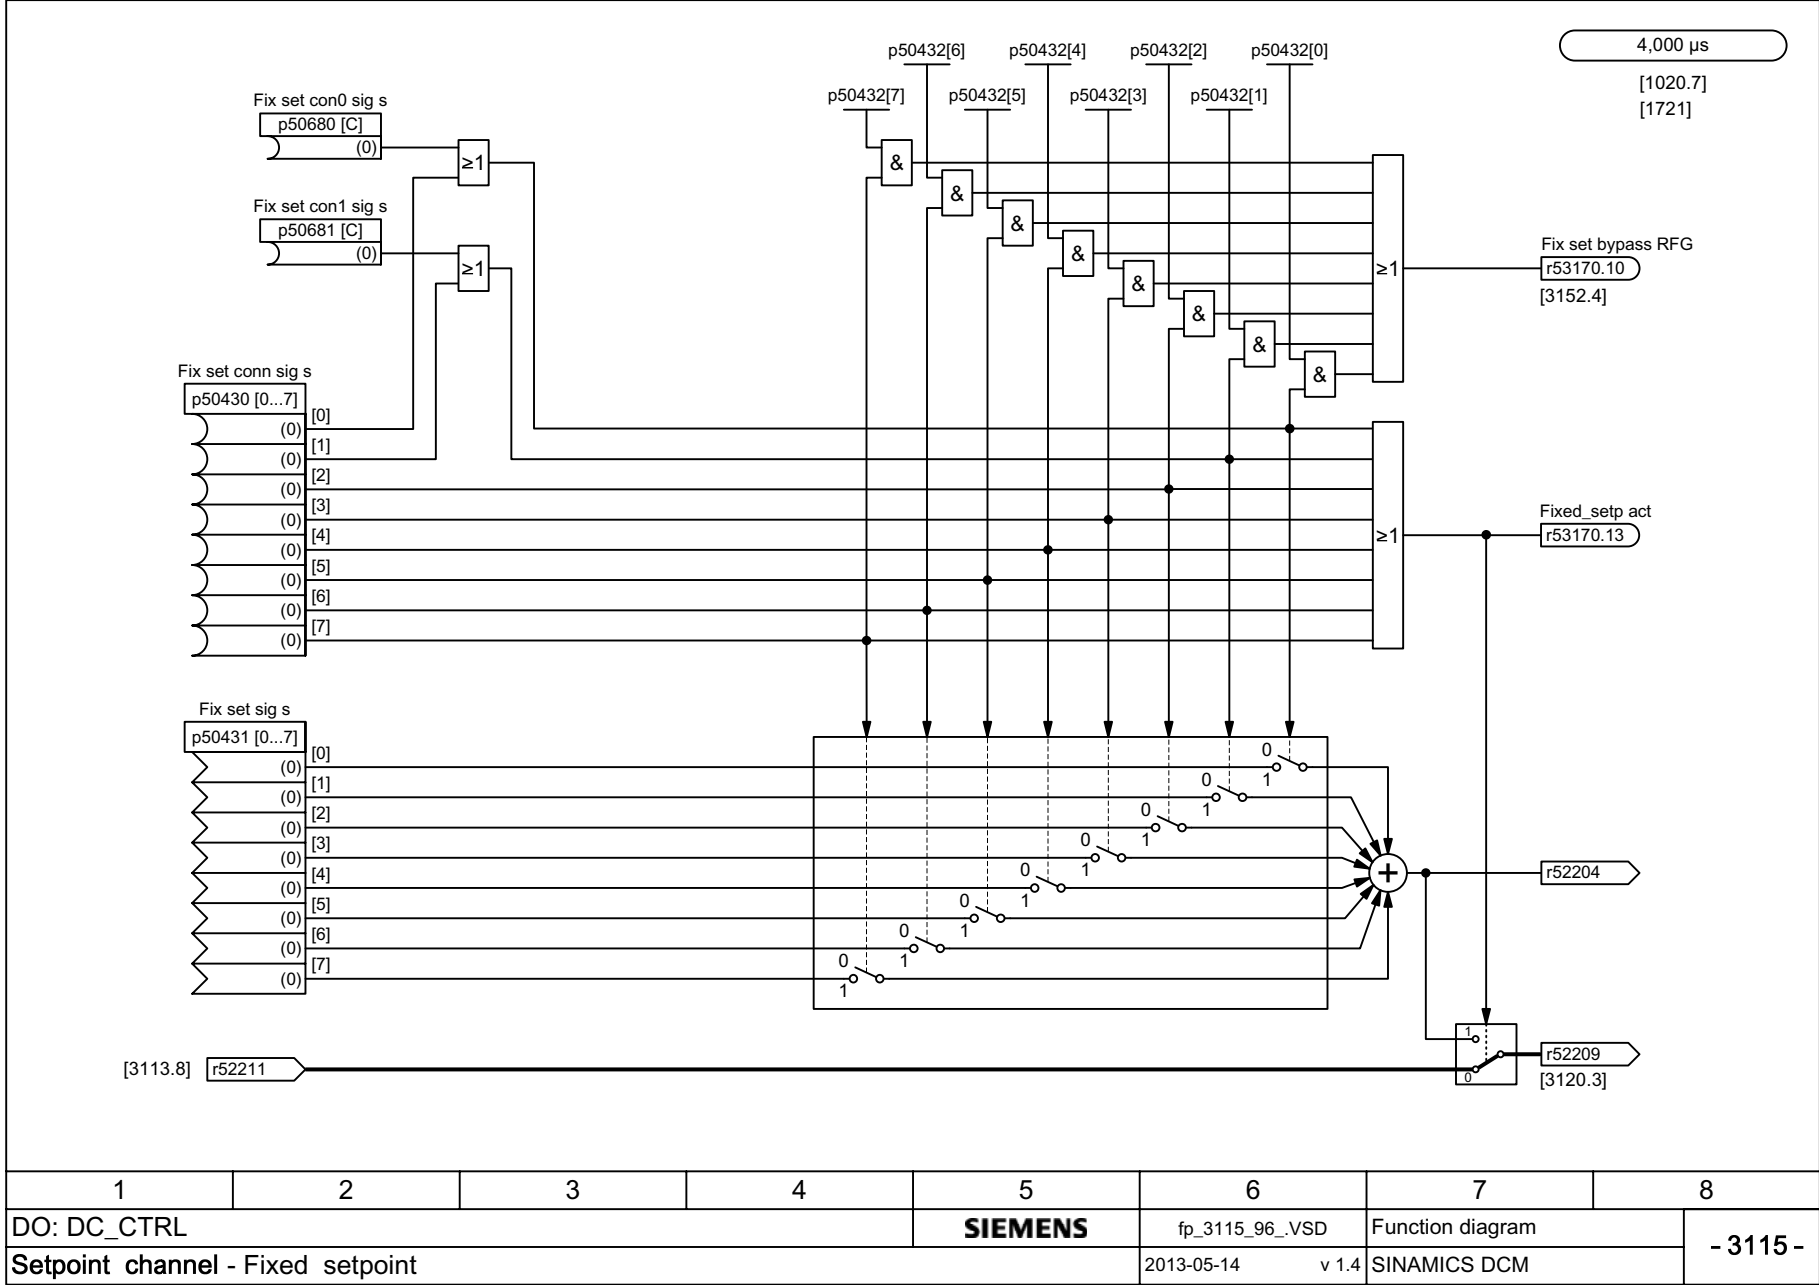 p50432[6] p50432[4] p50432[2] p50432[0]
4,000 µs
p50432[7] p50432[5] p50432[3] p50432[1]
[1020.7]
[1721]
Fix set con0 sig s
p50680 [C]
(0)
≥1
&
&
&
&
&
&
&
&
≥1
Fix set con1 sig s
p50681 [C]
(0)
≥1
Fix set bypass RFG
r53170.10
[3152.4]
Fix set conn sig s
p50430 [0...7]
(0) [0]
(0) [1]
(0) [2]
(0) [3]
(0) [4]
(0) [5]
(0) [6]
(0) [7]
≥1
Fixed_setp act
r53170.13
Fix set sig s
p50431 [0...7]
(0) [0]
(0) [1]
(0) [2]
(0) [3]
(0) [4]
(0) [5]
(0) [6]
(0) [7]
0 1
0 1
0 1
0 1
0 1
0 1
0 1
0 1
+
r52204
[3113.8] r52211
1
0
r52209
[3120.3]
1 2 3 4 5 6 7 8
DO: DC_CTRL SIEMENS fp_3115_96_.VSD Function diagram
- 3115 -
Setpoint channel - Fixed setpoint 2013-05-14 v 1.4 SINAMICS DCM